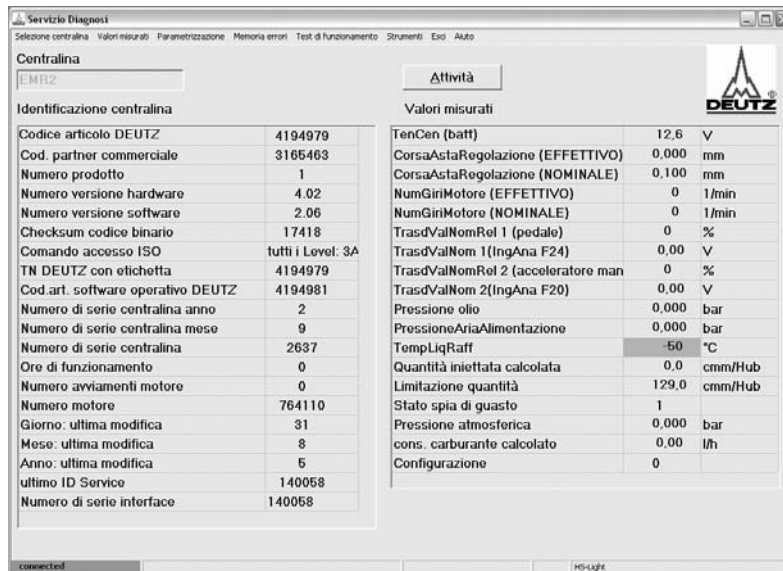 Servizio Diagnosi
Selezione centralina Valori misurati Parametrizzazione Memoria errori Test di funzionamento Strumenti Esci Aiuto
Centralina
EMR2
Attività
DEUTZ
®
Identificazione centralina
Codice articolo DEUTZ 4194979
Cod. partner commerciale 3165463
Numero prodotto 1
Numero versione hardware 4.02
Numero versione software 2.06
Checksum codice binario 17418
Comando accesso ISO tutti i Level: 3A
TN DEUTZ con etichetta 4194979
Cod.art. software operativo DEUTZ 4194981
Numero di serie centralina anno 2
Numero di serie centralina mese 9
Numero di serie centralina 2637
Ore di funzionamento 0
Numero avviamenti motore 0
Numero motore 764110
Giorno: ultima modifica 31
Mese: ultima modifica 8
Anno: ultima modifica 5
ultimo ID Service 140058
Numero di serie interface 140058
Valori misurati
TenCen (batt) 12,6 V
CorsaAstaRegolazione (EFFETTIVO) 0,000 mm
CorsaAstaRegolazione (NOMINALE) 0,100 mm
NumGiriMotore (EFFETTIVO) 0 1/min
NumGiriMotore (NOMINALE) 0 1/min
TrasdValNomRel 1 (pedale) 0 %
TrasdValNom 1(IngAna F24) 0,00 V
TrasdValNomRel 2 (acceleratore man 0 %
TrasdValNom 2(IngAna F20) 0,00 V
Pressione olio 0,000 bar
PressioneAriaAlimentazione 0,000 bar
TempLiqRaff -50 °C
Quantità iniettata calcolata 0,0 cmm/Hub
Limitazione quantità 129,0 cmm/Hub
Stato spia di guasto 1
Pressione atmosferica 0,000 bar
cons. carburante calcolato 0,00 l/h
Configurazione 0
connected HS-Light